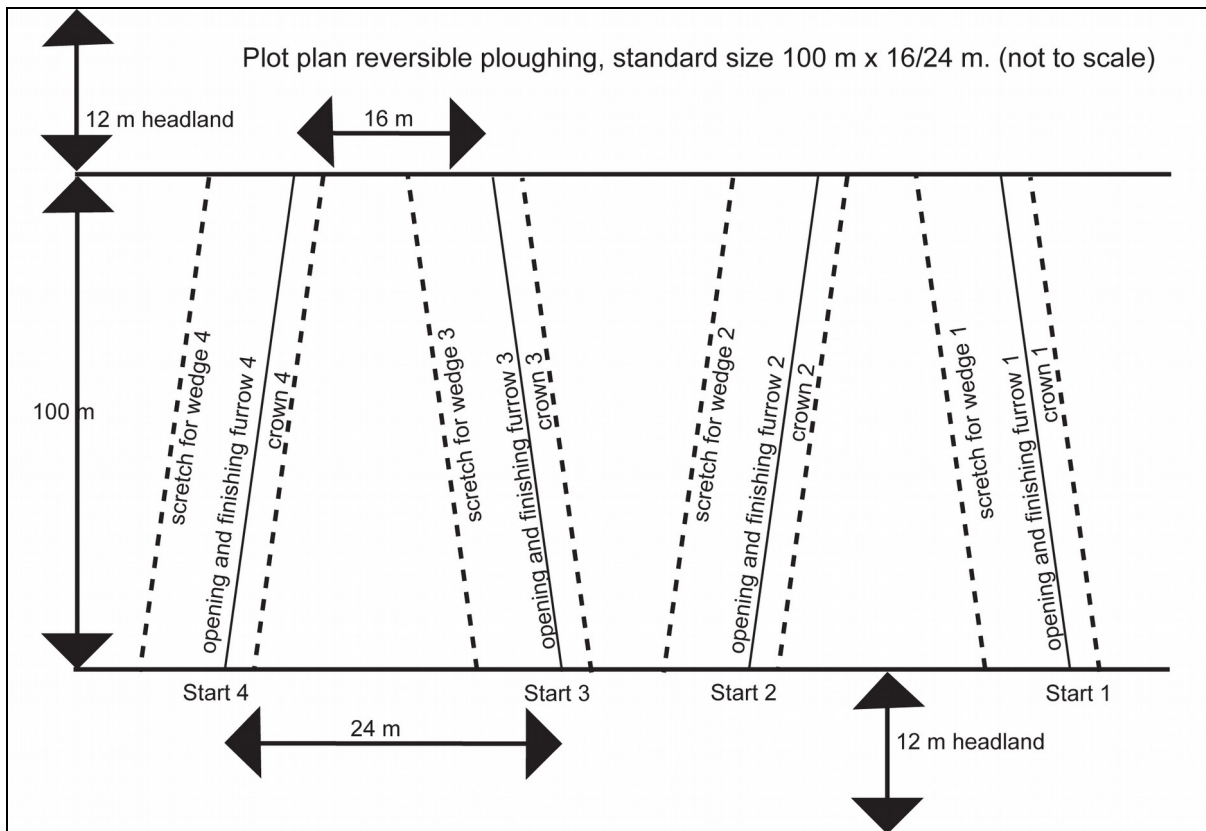 Plot plan reversible ploughing, standard size 100 m x 16/24 m. (not to scale)
12 m headland
16 m
100 m
scretch for wedge 4
opening and finishing furrow 4
crown 4
scretch for wedge 3
opening and finishing furrow 3
crown 3
scretch for wedge 2
opening and finishing furrow 2
crown 2
scretch for wedge 1
opening and finishing furrow 1
crown 1
Start 4
Start 3
Start 2
Start 1
24 m
12 m headland